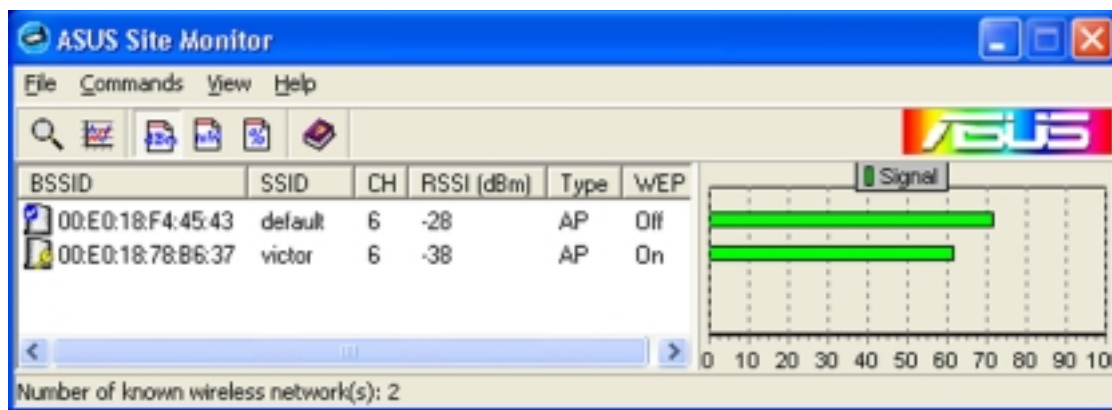 ASUS Site Monitor
File Commands View Help
ASUS
BSSID SSID CH RSSI (dBm) Type WEP
Signal
00:E0:18:F4:45:43 default 6 -28 AP Off
00:E0:18:78:B6:37 victor 6 -38 AP On
0 10 20 30 40 50 60 70 80 90 10
Number of known wireless network(s): 2